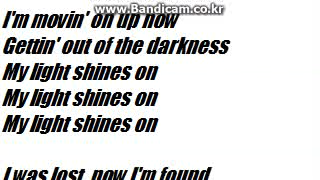 www.Bandicam.co.kr
I'm movin' on up now
Gettin' out of the darkness
My light shines on
My light shines on
My light shines on
I was lost, now I'm found